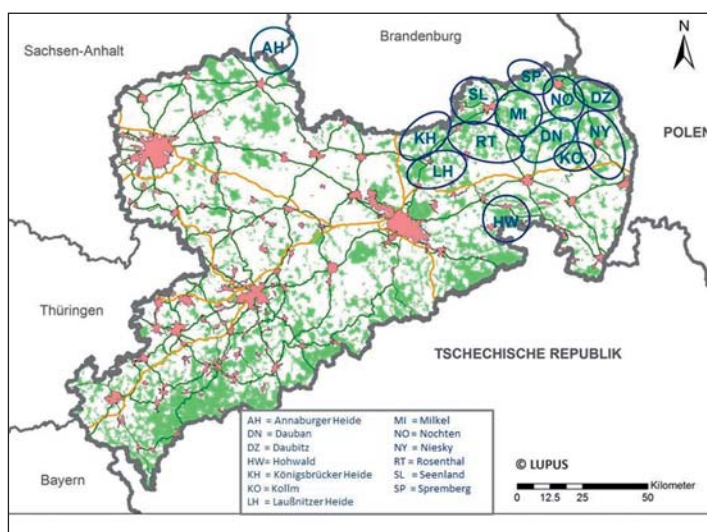 Sachsen-Anhalt
Brandenburg
N
AH
SP
SL
NO
DZ
MI
KH
RT
DN
NY
KO
LH
POLEN
HW
Thüringen
TSCHECHISCHE REPUBLIK
Bayern
AH = Annaburger Heide
DN = Dauban
DZ = Daubitz
HW= Hohwald
KH = Königsbrücker Heide
KO = Kollm
LH = Laußnitzer Heide
MI = Milkel
NO = Nochten
NY = Niesky
RT = Rosenthal
SL = Seenland
SP = Spremberg
© LUPUS
Kilometer
0 12.5 25 50